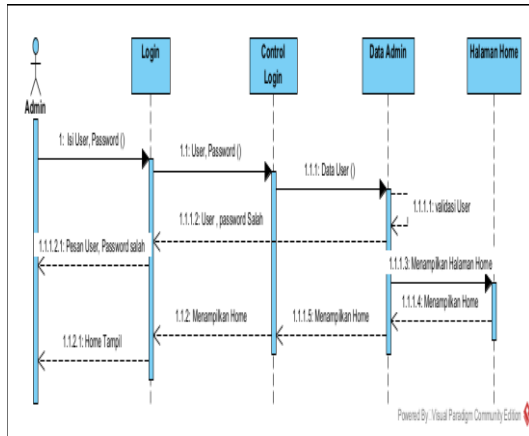 Login
Control
Login
Data Admin
Halaman Home
Admin
1: Isi User, Password ()
1.1: User, Password ()
1.1.1: Data User ()
1.1.1.1: validasi User
1.1.1.2: User , password Salah
1.1.1.2.1: Pesan User, Password salah
1.1.1.3: Menampilkan Halaman Home
1.1.1.4: Menampilkan Home
1.1.2: Menampilkan Home
1.1.1.5: Menampilkan Home
1.1.2.1: Home Tampil
Powered By : Visual Paradigm Community Edition